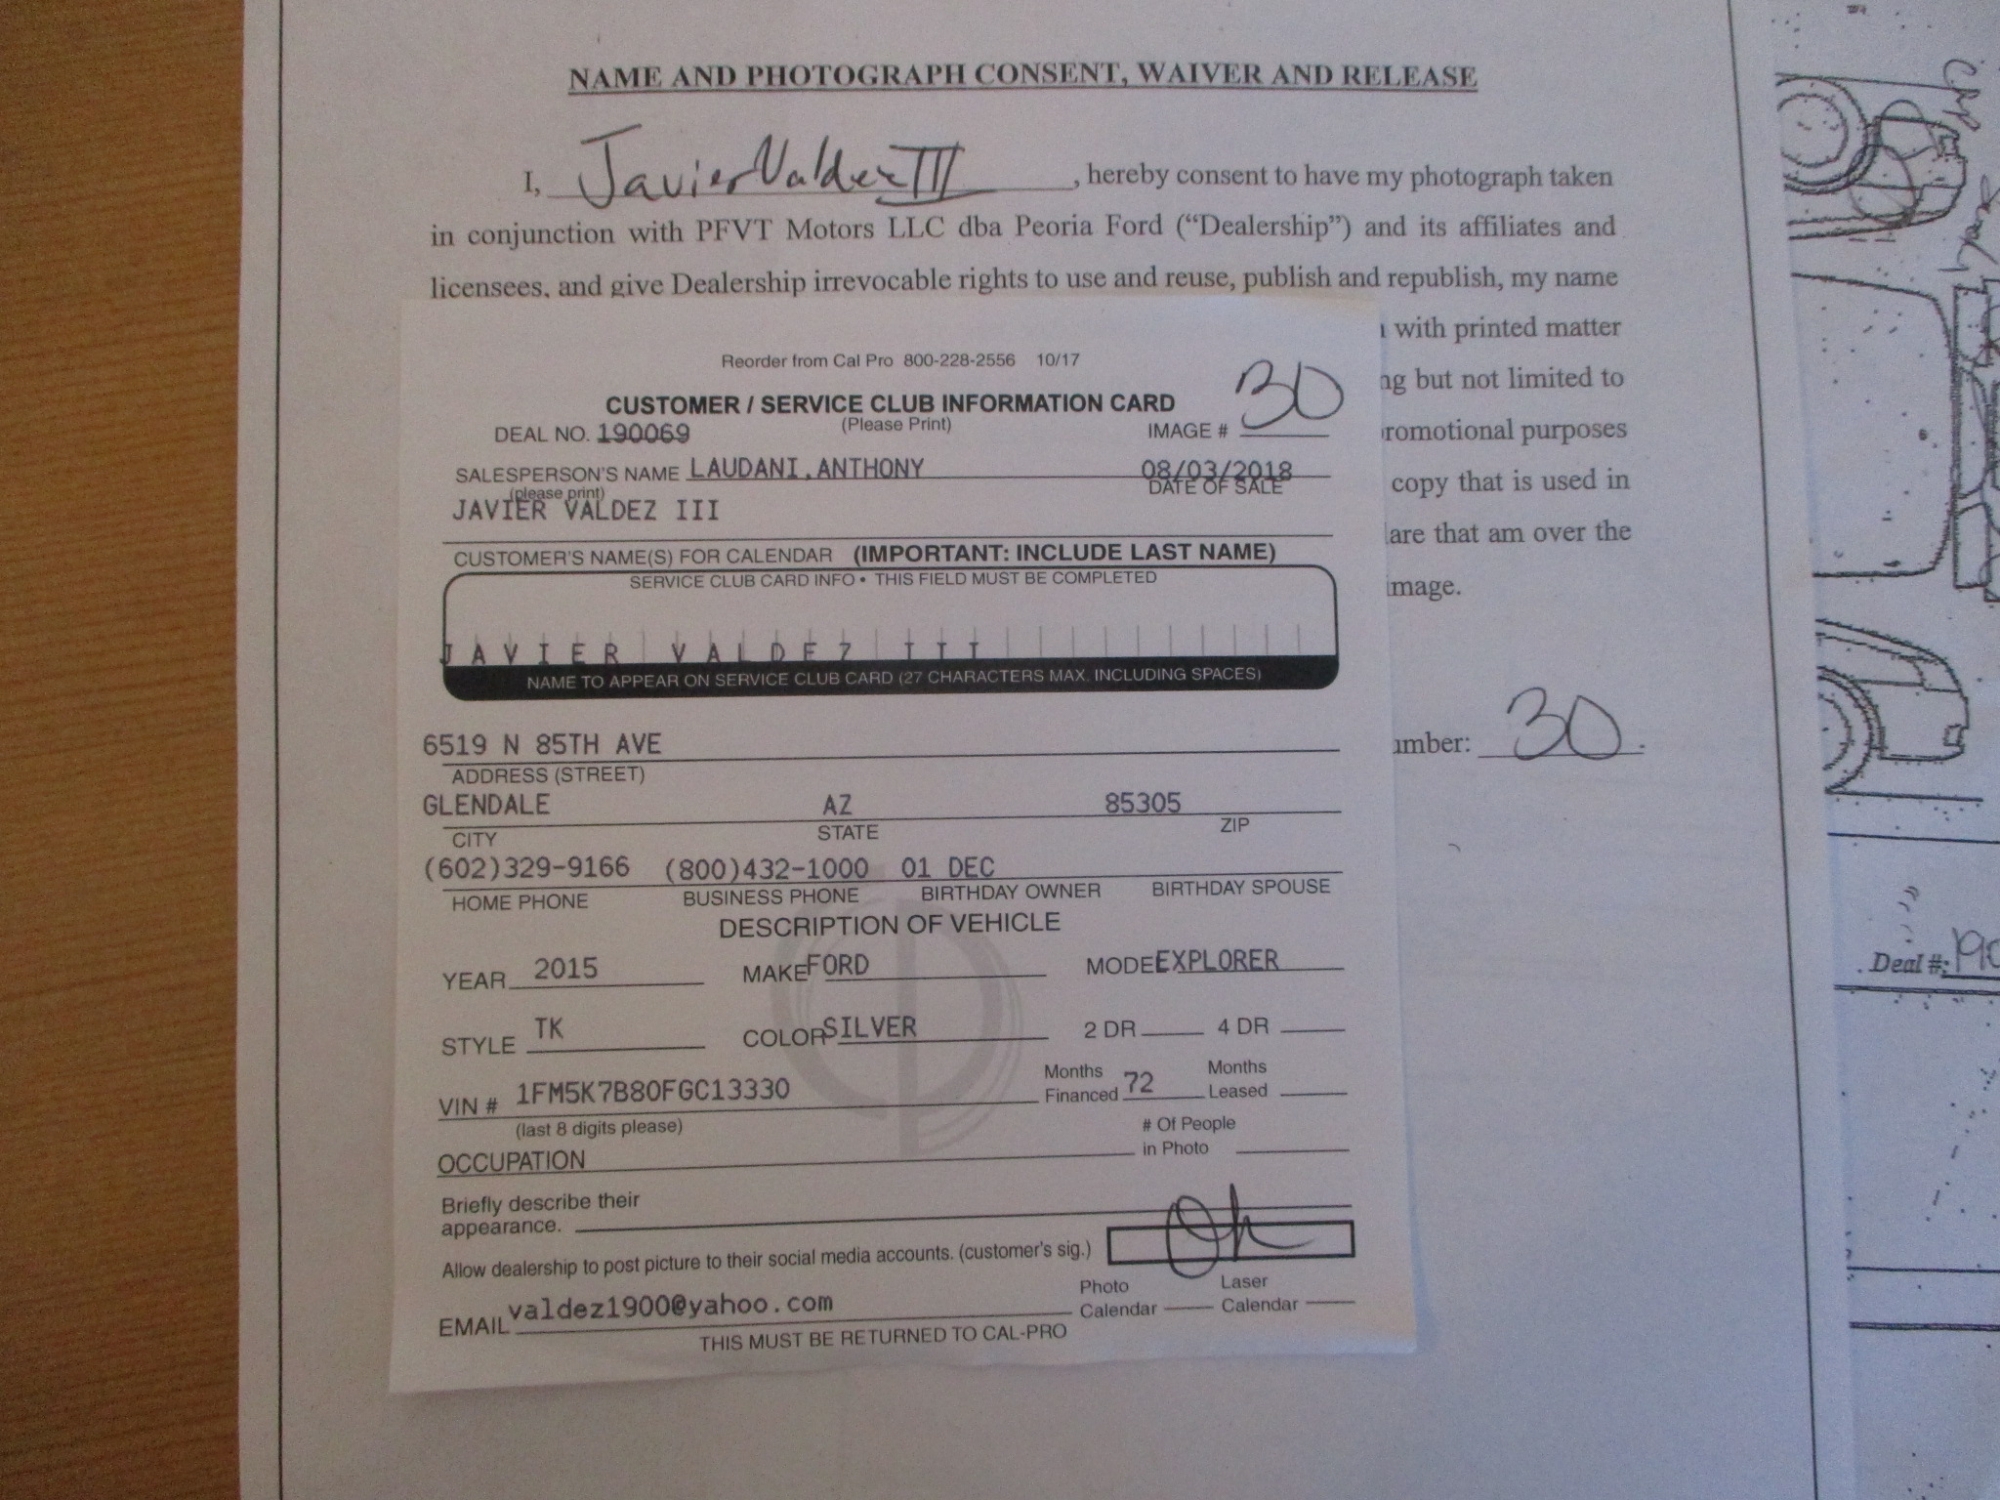 NAME AND PHOTOGRAPH CONSENT, WAIVER AND RELEASE
I, Javier Valdez III, hereby consent to have my photograph taken
in conjunction with PFVT Motors LLC dba Peoria Ford (“Dealership”) and its affiliates and
licensees, and give Dealership irrevocable rights to use and reuse, publish and republish, my name
with printed matter
ng but not limited to
romotional purposes
copy that is used in
are that am over the
image.
umber: 30.
Reorder from Cal Pro 800-228-2556 10/17
30
CUSTOMER / SERVICE CLUB INFORMATION CARD
(Please Print)
DEAL NO. 190069 IMAGE #
SALESPERSON'S NAME LAUDANI, ANTHONY 08/03/2018
(please print) DATE OF SALE
JAVIER VALDEZ III
CUSTOMER'S NAME(S) FOR CALENDAR (IMPORTANT: INCLUDE LAST NAME)
SERVICE CLUB CARD INFO • THIS FIELD MUST BE COMPLETED
JAVIER VALDEZ III
NAME TO APPEAR ON SERVICE CLUB CARD (27 CHARACTERS MAX. INCLUDING SPACES)
6519 N 85TH AVE
ADDRESS (STREET)
GLENDALE AZ 85305
CITY STATE ZIP
(602)329-9166 (800)432-1000 01 DEC
HOME PHONE BUSINESS PHONE BIRTHDAY OWNER BIRTHDAY SPOUSE
DESCRIPTION OF VEHICLE
YEAR 2015 MAKE FORD MODE EXPLORER
STYLE TK COLOR SILVER 2 DR 4 DR
VIN # 1FM5K7B80FGC13330 Months Financed 72 Months Leased
(last 8 digits please) # Of People in Photo
OCCUPATION
Briefly describe their
appearance.
Allow dealership to post picture to their social media accounts. (customer's sig.)
Photo Calendar Laser Calendar
EMAIL valdez1900@yahoo.com
THIS MUST BE RETURNED TO CAL-PRO
Deal #: 190